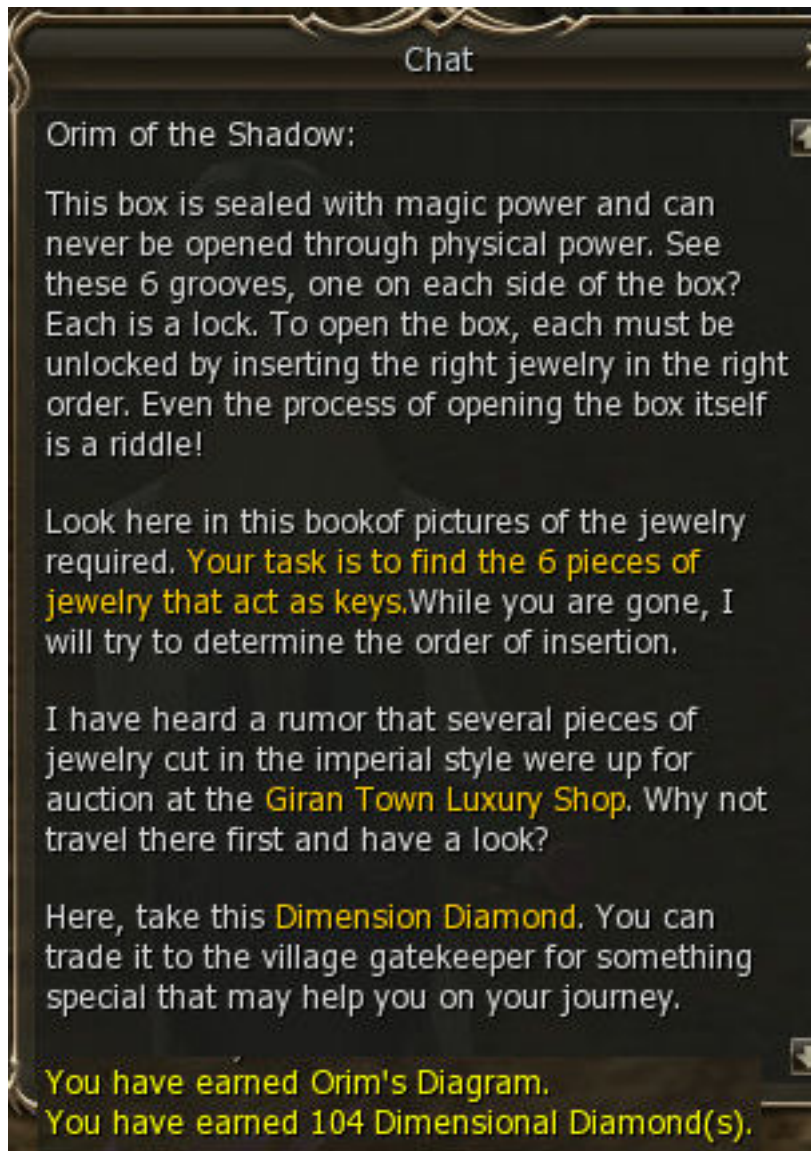 Chat
Orim of the Shadow:
This box is sealed with magic power and can
never be opened through physical power. See
these 6 grooves, one on each side of the box?
Each is a lock. To open the box, each must be
unlocked by inserting the right jewelry in the right
order. Even the process of opening the box itself
is a riddle!
Look here in this bookof pictures of the jewelry
required. Your task is to find the 6 pieces of
jewelry that act as keys.While you are gone, I
will try to determine the order of insertion.
I have heard a rumor that several pieces of
jewelry cut in the imperial style were up for
auction at the Giran Town Luxury Shop. Why not
travel there first and have a look?
Here, take this Dimension Diamond. You can
trade it to the village gatekeeper for something
special that may help you on your journey.
You have earned Orim's Diagram.
You have earned 104 Dimensional Diamond(s).